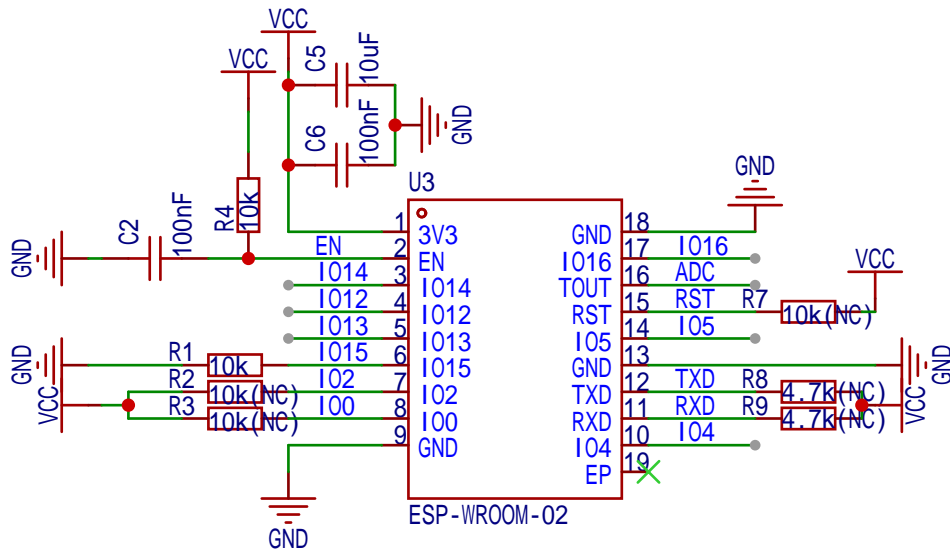 VCC
VCC
C5
10uF
C6
100nF
GND
GND
C2
100nF
R4
10k
GND
U3
EN
IO14
IO12
IO13
R1
10k
IO15
R2
10k(NC)
IO2
R3
10k(NC)
IO0
GND
VCC
GND
1
3V3
2
EN
3
IO14
4
IO12
5
IO13
6
IO15
7
IO2
8
IO0
9
GND
18
GND
17
IO16
16
TOUT
15
RST
14
IO5
13
GND
12
TXD
11
RXD
10
IO4
19
EP
ESP-WROOM-02
IO16
ADC
RST
R7
10k(NC)
VCC
IO5
TXD
R8
4.7k(NC)
RXD
R9
4.7k(NC)
IO4
GND
VCC